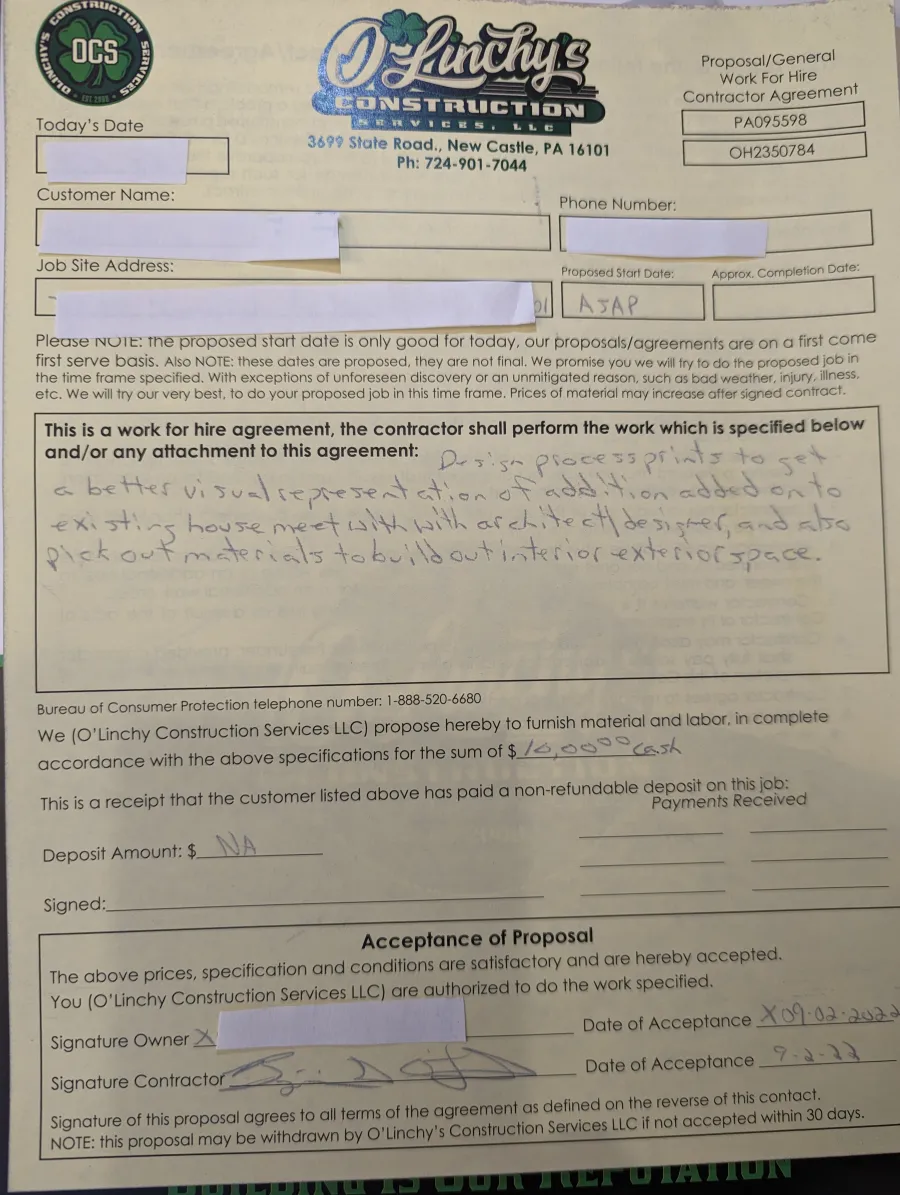 OLINCHY'S CONSTRUCTION SERVICES
OCS
EST.
O'Linchy's
CONSTRUCTION
SERVICES, LLC
3699 State Road., New Castle, PA 16101
Ph: 724-901-7044
Proposal/General
Work For Hire
Contractor Agreement
PA095598
OH2350784
Today's Date
Customer Name:
Phone Number:
Job Site Address:
01
Proposed Start Date:
ASAP
Approx. Completion Date:
Please NOTE: the proposed start date is only good for today, our proposals/agreements are on a first come
first serve basis. Also NOTE: these dates are proposed, they are not final. We promise you we will try to do the proposed job in
the time frame specified. With exceptions of unforeseen discovery or an unmitigated reason, such as bad weather, injury, illness,
etc. We will try our very best, to do your proposed job in this time frame. Prices of material may increase after signed contract.
This is a work for hire agreement, the contractor shall perform the work which is specified below
and/or any attachment to this agreement: Design process prints to get
a better visual representation of addition added on to
existing house meet with with architect/designer, and also
pick out materials to build out interior exterior space.
Bureau of Consumer Protection telephone number: 1-888-520-6680
We (O'Linchy Construction Services LLC) propose hereby to furnish material and labor, in complete
accordance with the above specifications for the sum of $ 10,0000 cash
This is a receipt that the customer listed above has paid a non-refundable deposit on this job:
Payments Received
Deposit Amount: $ NA
Signed:
Acceptance of Proposal
The above prices, specification and conditions are satisfactory and are hereby accepted.
You (O'Linchy Construction Services LLC) are authorized to do the work specified.
Signature Owner X
Date of Acceptance X 09.02.2022
Signature Contractor
Date of Acceptance 9-2-22
Signature of this proposal agrees to all terms of the agreement as defined on the reverse of this contact.
NOTE: this proposal may be withdrawn by O'Linchy's Construction Services LLC if not accepted within 30 days.
BUILDING IS OUR REPUTATION